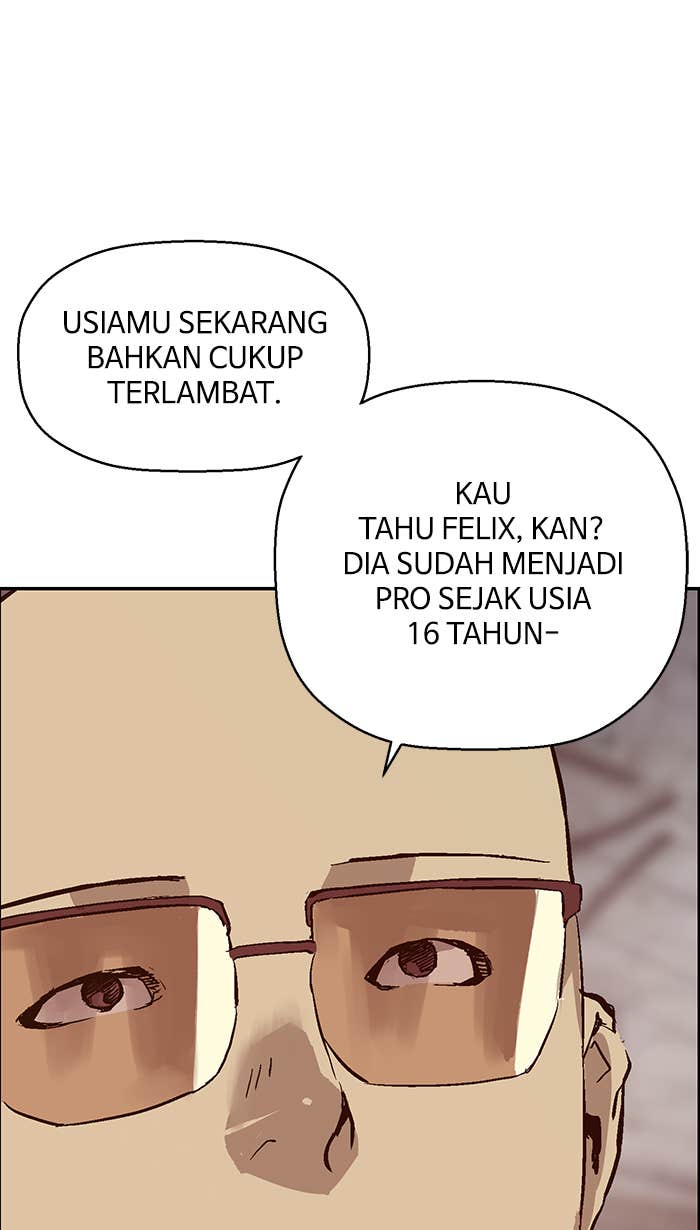 USIAMU SEKARANG
BAHKAN CUKUP
TERLAMBAT.
KAU
TAHU FELIX, KAN?
DIA SUDAH MENJADI
PRO SEJAK USIA
16 TAHUN-